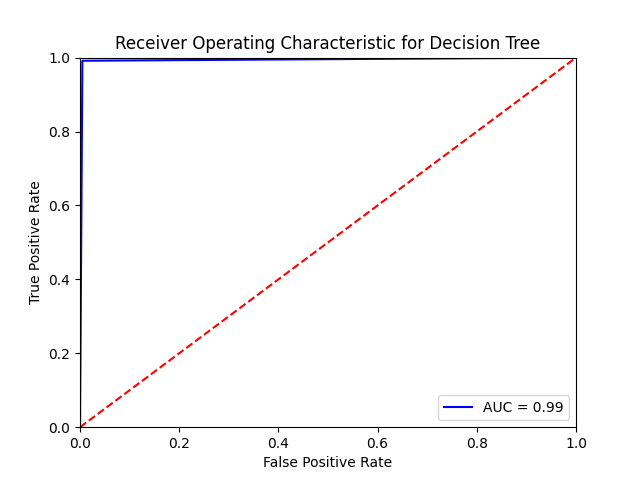 Receiver Operating Characteristic for Decision Tree
1.0
0.8
0.6
0.4
0.2
0.0
True Positive Rate
AUC = 0.99
0.0 0.2 0.4 0.6 0.8 1.0
False Positive Rate